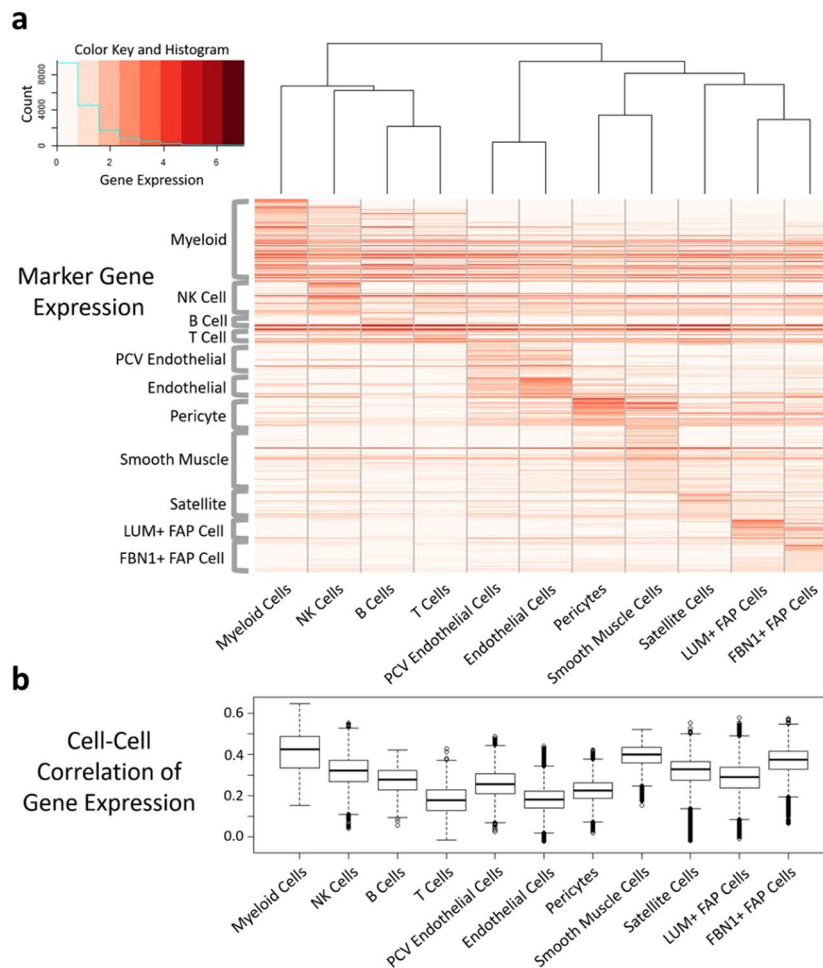 a
Color Key and Histogram
Count
0 4000 8000
0 2 4 6
Gene Expression
Marker Gene
Expression
Myeloid
NK Cell
B Cell
T Cell
PCV Endothelial
Endothelial
Pericyte
Smooth Muscle
Satellite
LUM+ FAP Cell
FBN1+ FAP Cell
Myeloid Cells
NK Cells
B Cells
T Cells
PCV Endothelial Cells
Endothelial Cells
Pericytes
Smooth Muscle Cells
Satellite Cells
LUM+ FAP Cells
FBN1+ FAP Cells
b
Cell-Cell
Correlation of
Gene Expression
0.6
0.4
0.2
0.0
Myeloid Cells
NK Cells
B Cells
T Cells
PCV Endothelial Cells
Endothelial Cells
Pericytes
Smooth Muscle Cells
Satellite Cells
LUM+ FAP Cells
FBN1+ FAP Cells